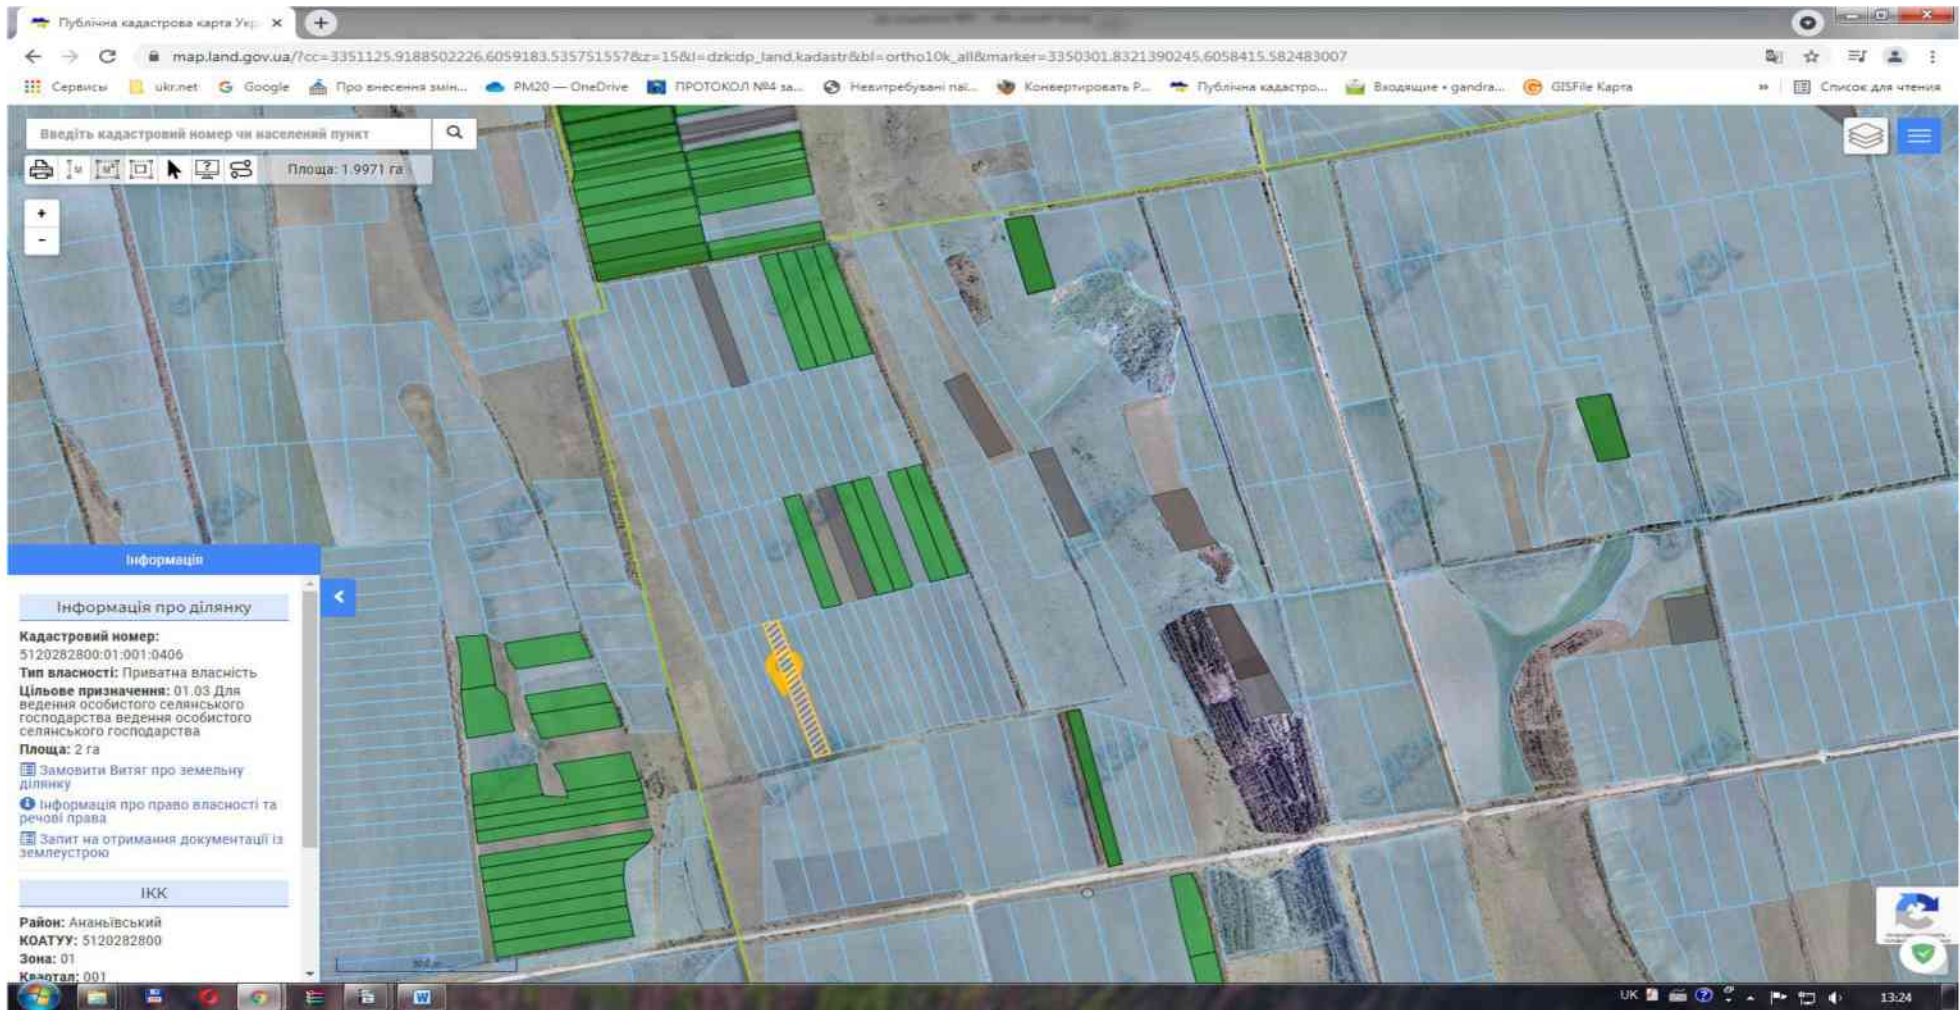 Публічна кадастрова карта Укр
map.land.gov.ua/?cc=3351125.9188502226,6059183.535751557&z=15&l=dzk:dp_land,kadastr&bl=ortho10k_all&marker=3350301.8321390245,6058415.582483007
Сервисы ukr.net Google Про внесення змін... PM20 — OneDrive ПРОТОКОЛ №4 за... Невитребувані паї... Конвертировать P... Публічна кадастро... Входящие • gandra... GISFile Карта » Список для чтения
Введіть кадастровий номер чи населений пункт
Площа: 1.9971 га
+
-
Інформація
Інформація про ділянку
Кадастровий номер:
5120282800:01:001:0406
Тип власності: Приватна власність
Цільове призначення: 01.03 Для
ведення особистого селянського
господарства ведення особистого
селянського господарства
Площа: 2 га
Замовити Витяг про земельну
ділянку
Інформація про право власності та
речові права
Запит на отримання документації із
землеустрою
ІКК
Район: Ананьївський
КОАТУУ: 5120282800
Зона: 01
Квартал: 001
UK
13:24